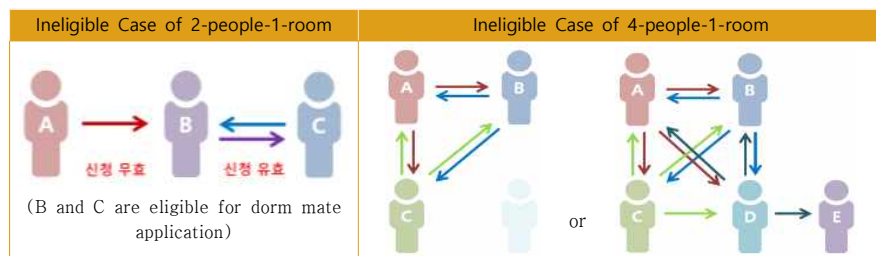 Ineligible Case of 2-people-1-room
Ineligible Case of 4-people-1-room
A
B
C
신청 무효
신청 유효
(B and C are eligible for dorm mate
application)
A
B
C
or
A
B
C
D
E